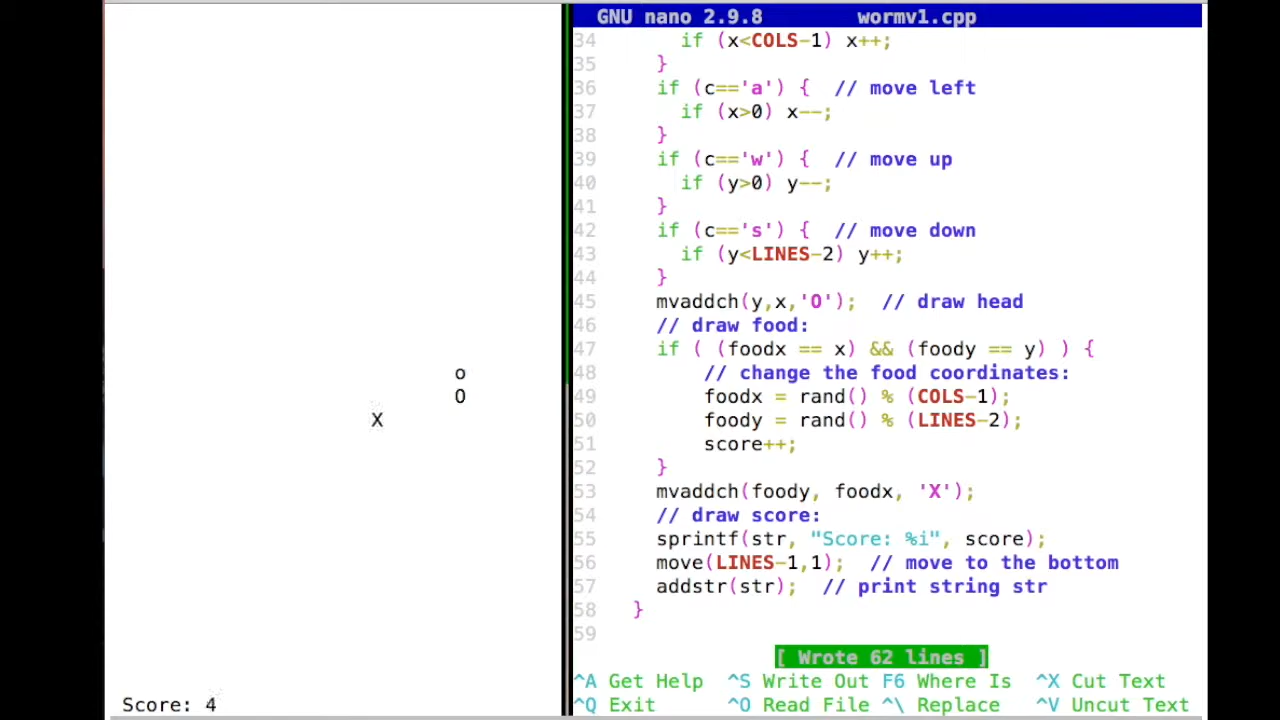 o
O
X
Score: 4
GNU nano 2.9.8 wormv1.cpp
34 if (x<COLS-1) x++;
35 }
36 if (c=='a') { // move left
37 if (x>0) x--;
38 }
39 if (c=='w') { // move up
40 if (y>0) y--;
41 }
42 if (c=='s') { // move down
43 if (y<LINES-2) y++;
44 }
45 mvaddch(y,x,'O'); // draw head
46 // draw food:
47 if ( (foodx == x) && (foody == y) ) {
48 // change the food coordinates:
49 foodx = rand() % (COLS-1);
50 foody = rand() % (LINES-2);
51 score++;
52 }
53 mvaddch(foody, foodx, 'X');
54 // draw score:
55 sprintf(str, "Score: %i", score);
56 move(LINES-1,1); // move to the bottom
57 addstr(str); // print string str
58 }
59
[ Wrote 62 lines ]
^A Get Help ^S Write Out F6 Where Is ^X Cut Text
^Q Exit ^O Read File ^\ Replace ^V Uncut Text